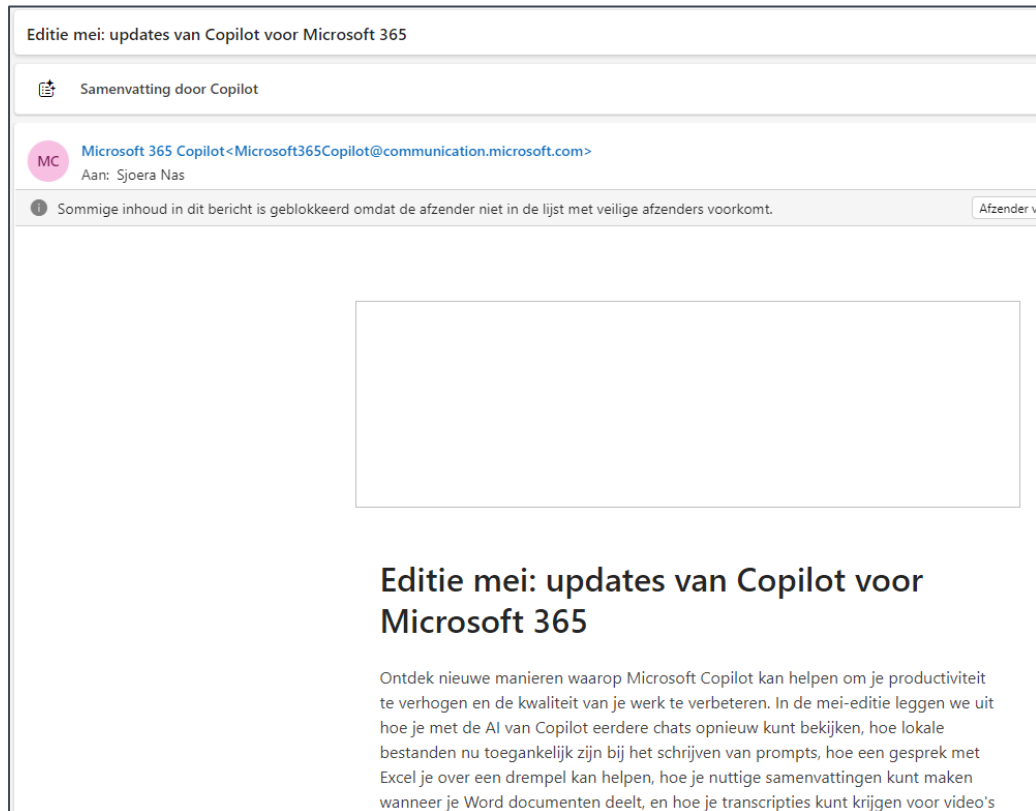 Editie mei: updates van Copilot voor Microsoft 365
Samenvatting door Copilot
MC
Microsoft 365 Copilot<Microsoft365Copilot@communication.microsoft.com>
Aan: Sjoera Nas
Sommige inhoud in dit bericht is geblokkeerd omdat de afzender niet in de lijst met veilige afzenders voorkomt.
Afzender v
Editie mei: updates van Copilot voor
Microsoft 365
Ontdek nieuwe manieren waarop Microsoft Copilot kan helpen om je productiviteit
te verhogen en de kwaliteit van je werk te verbeteren. In de mei-editie leggen we uit
hoe je met de AI van Copilot eerdere chats opnieuw kunt bekijken, hoe lokale
bestanden nu toegankelijk zijn bij het schrijven van prompts, hoe een gesprek met
Excel je over een drempel kan helpen, hoe je nuttige samenvattingen kunt maken
wanneer je Word documenten deelt, en hoe je transcripties kunt krijgen voor video's